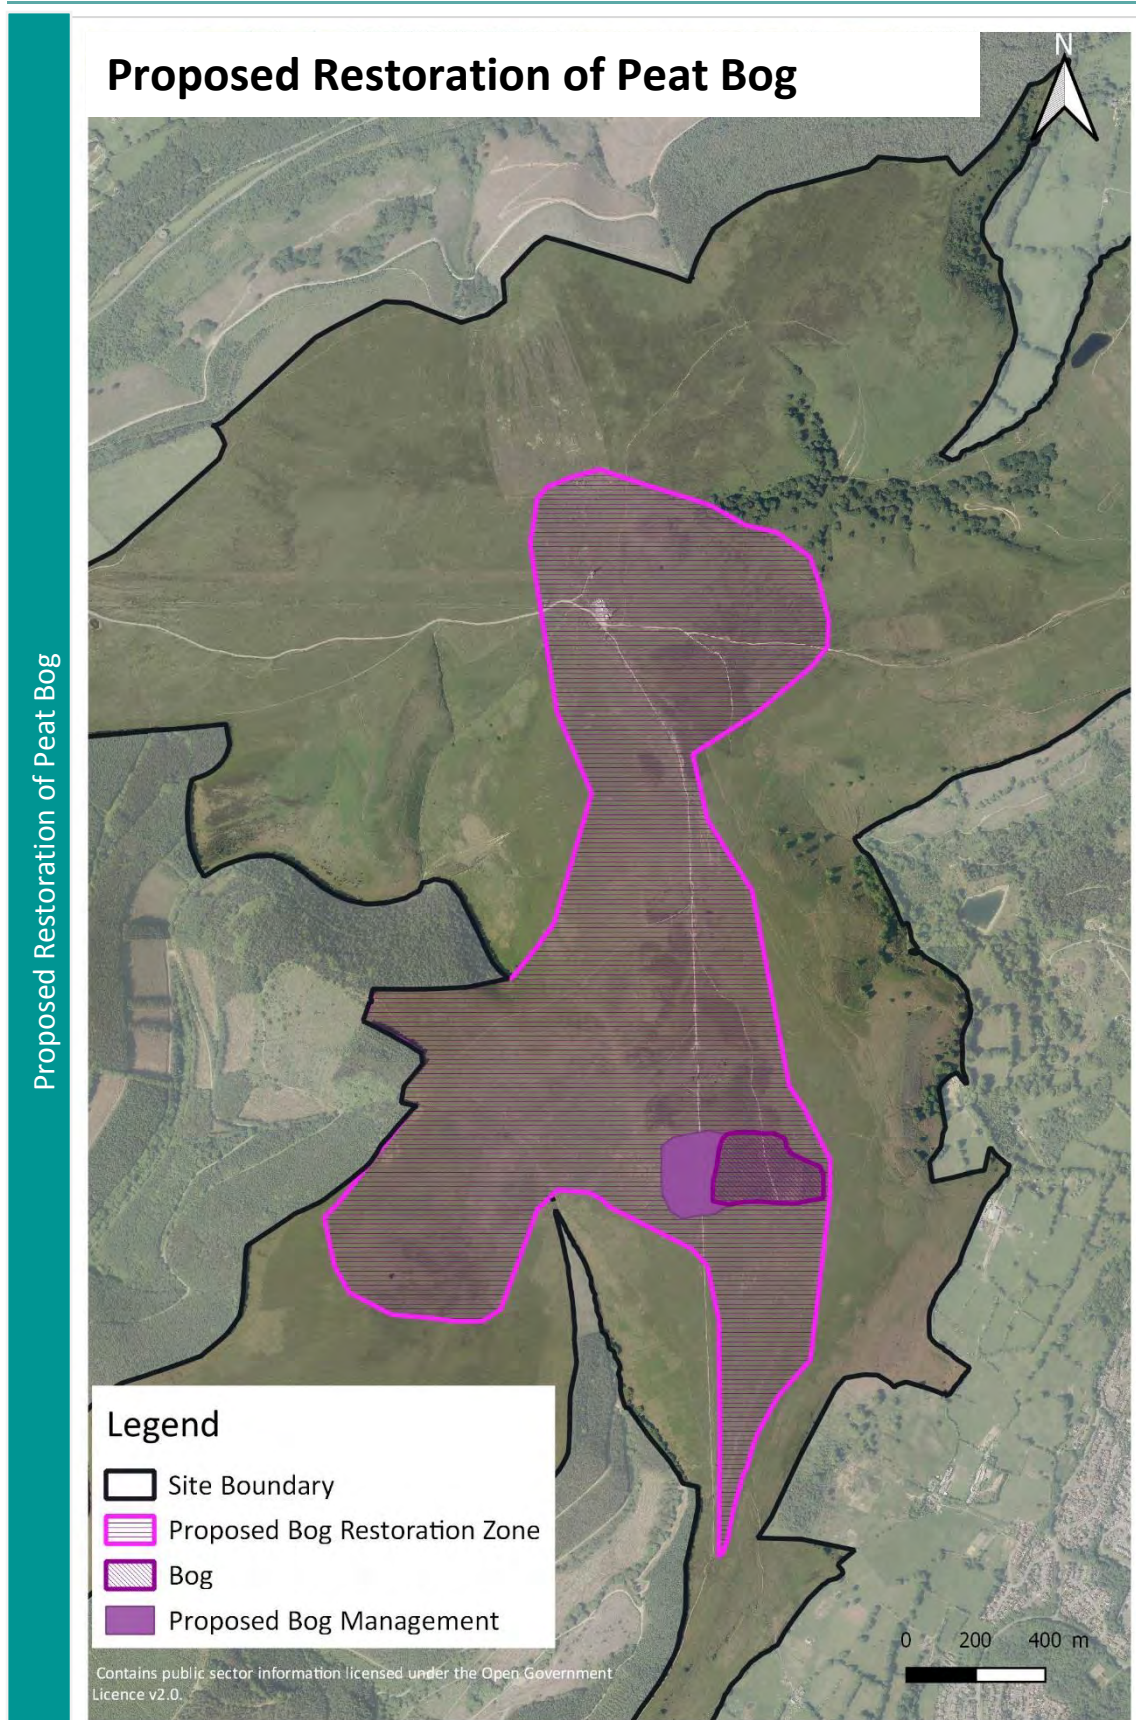 Proposed Restoration of Peat Bog
Proposed Restoration of Peat Bog
N
Legend
Site Boundary
Proposed Bog Restoration Zone
Bog
Proposed Bog Management
0 200 400 m
Contains public sector information licensed under the Open Government
Licence v2.0.